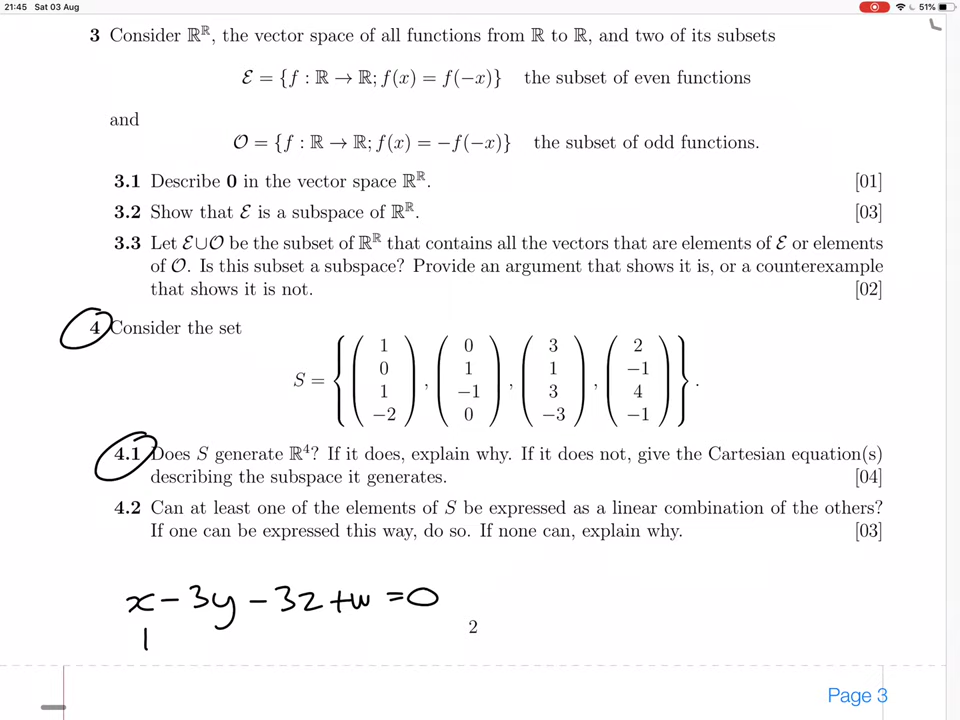 21:45 Sat 03 Aug 51%
3 Consider ℝ^ℝ, the vector space of all functions from ℝ to ℝ, and two of its subsets
ℰ = {f : ℝ → ℝ; f(x) = f(−x)} the subset of even functions
and
𝒪 = {f : ℝ → ℝ; f(x) = −f(−x)} the subset of odd functions.
3.1 Describe 0 in the vector space ℝ^ℝ. [01]
3.2 Show that ℰ is a subspace of ℝ^ℝ. [03]
3.3 Let ℰ∪𝒪 be the subset of ℝ^ℝ that contains all the vectors that are elements of ℰ or elements
of 𝒪. Is this subset a subspace? Provide an argument that shows it is, or a counterexample
that shows it is not. [02]
4 Consider the set
S = { ( 1 0 1 −2 ), ( 0 1 −1 0 ), ( 3 1 3 −3 ), ( 2 −1 4 −1 ) }.
4.1 Does S generate ℝ⁴? If it does, explain why. If it does not, give the Cartesian equation(s)
describing the subspace it generates. [04]
4.2 Can at least one of the elements of S be expressed as a linear combination of the others?
If one can be expressed this way, do so. If none can, explain why. [03]
x − 3y − 3z + w = 0
1
2
Page 3